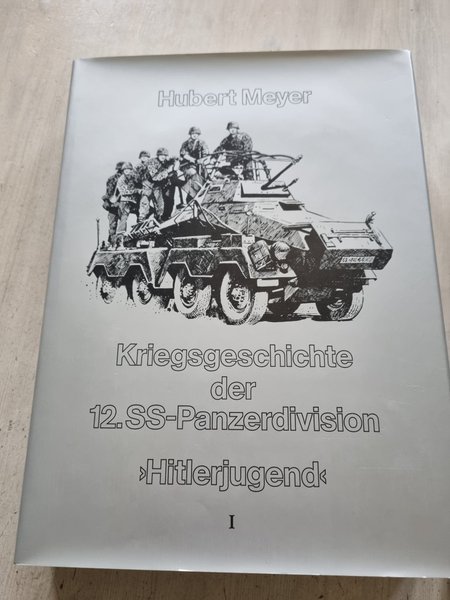 Hubert Meyer
Kriegsgeschichte
der
12. SS-Panzerdivision
›Hitlerjugend‹
I